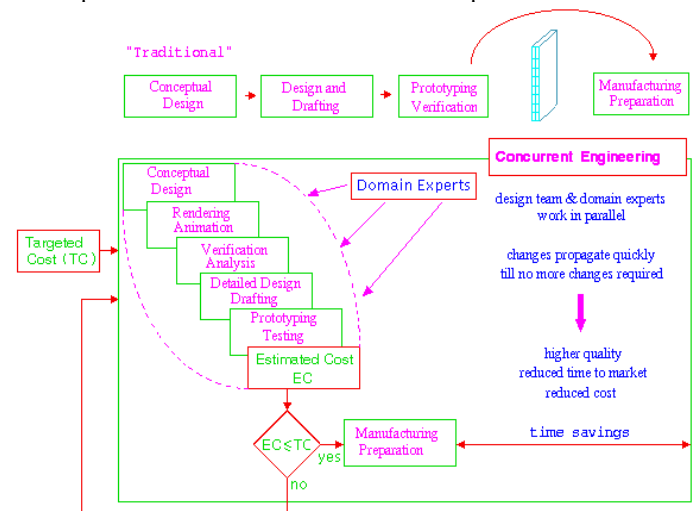 "Traditional"
Conceptual
Design
Design and
Drafting
Prototyping
Verification
Manufacturing
Preparation
Concurrent Engineering
Conceptual
Design
Rendering
Animation
Verification
Analysis
Detailed Design
Drafting
Prototyping
Testing
Estimated Cost
EC
Domain Experts
design team & domain experts
work in parallel
changes propagate quickly
till no more changes required
higher quality
reduced time to market
reduced cost
Targeted
Cost (TC)
EC≤TC
yes
no
Manufacturing
Preparation
time savings